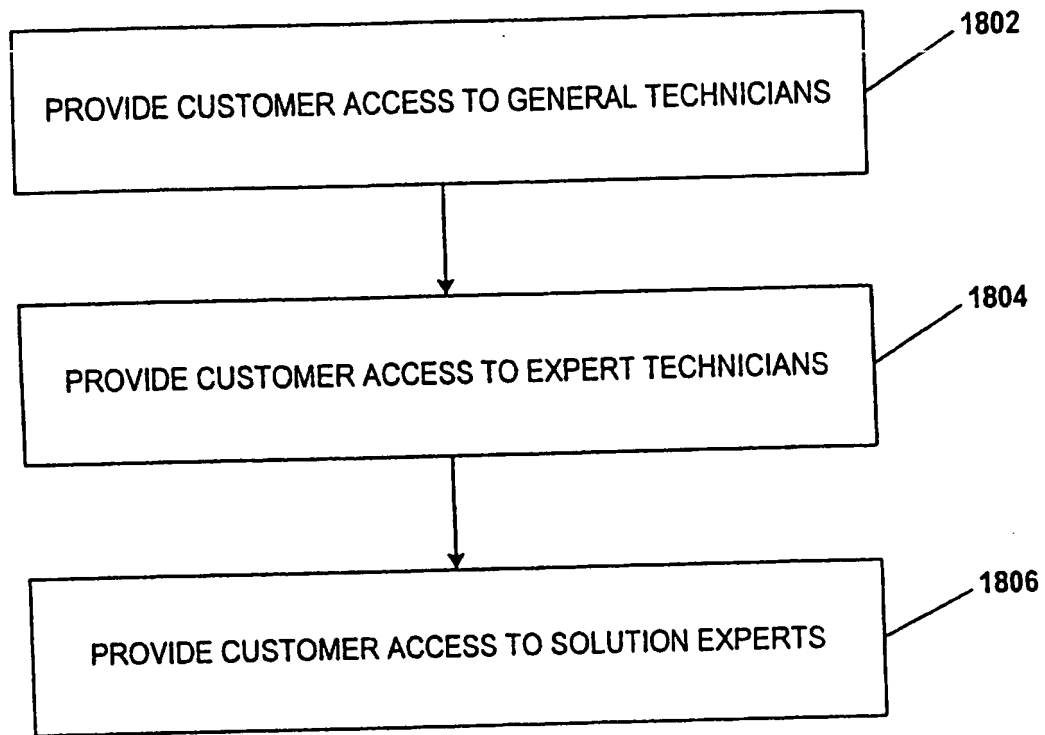 1802
PROVIDE CUSTOMER ACCESS TO GENERAL TECHNICIANS
1804
PROVIDE CUSTOMER ACCESS TO EXPERT TECHNICIANS
1806
PROVIDE CUSTOMER ACCESS TO SOLUTION EXPERTS